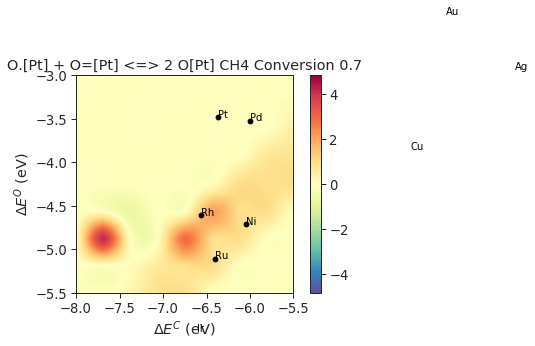 Au
O.[Pt] + O=[Pt] <=> 2 O[Pt] CH4 Conversion 0.7
Ag
−3.0
−3.5
−4.0
−4.5
−5.0
−5.5
ΔE^O (eV)
Pt
Pd
Cu
Rh
Ni
Ru
4
2
0
−2
−4
−8.0 −7.5 −7.0 −6.5 −6.0 −5.5
ΔE^C (eV)